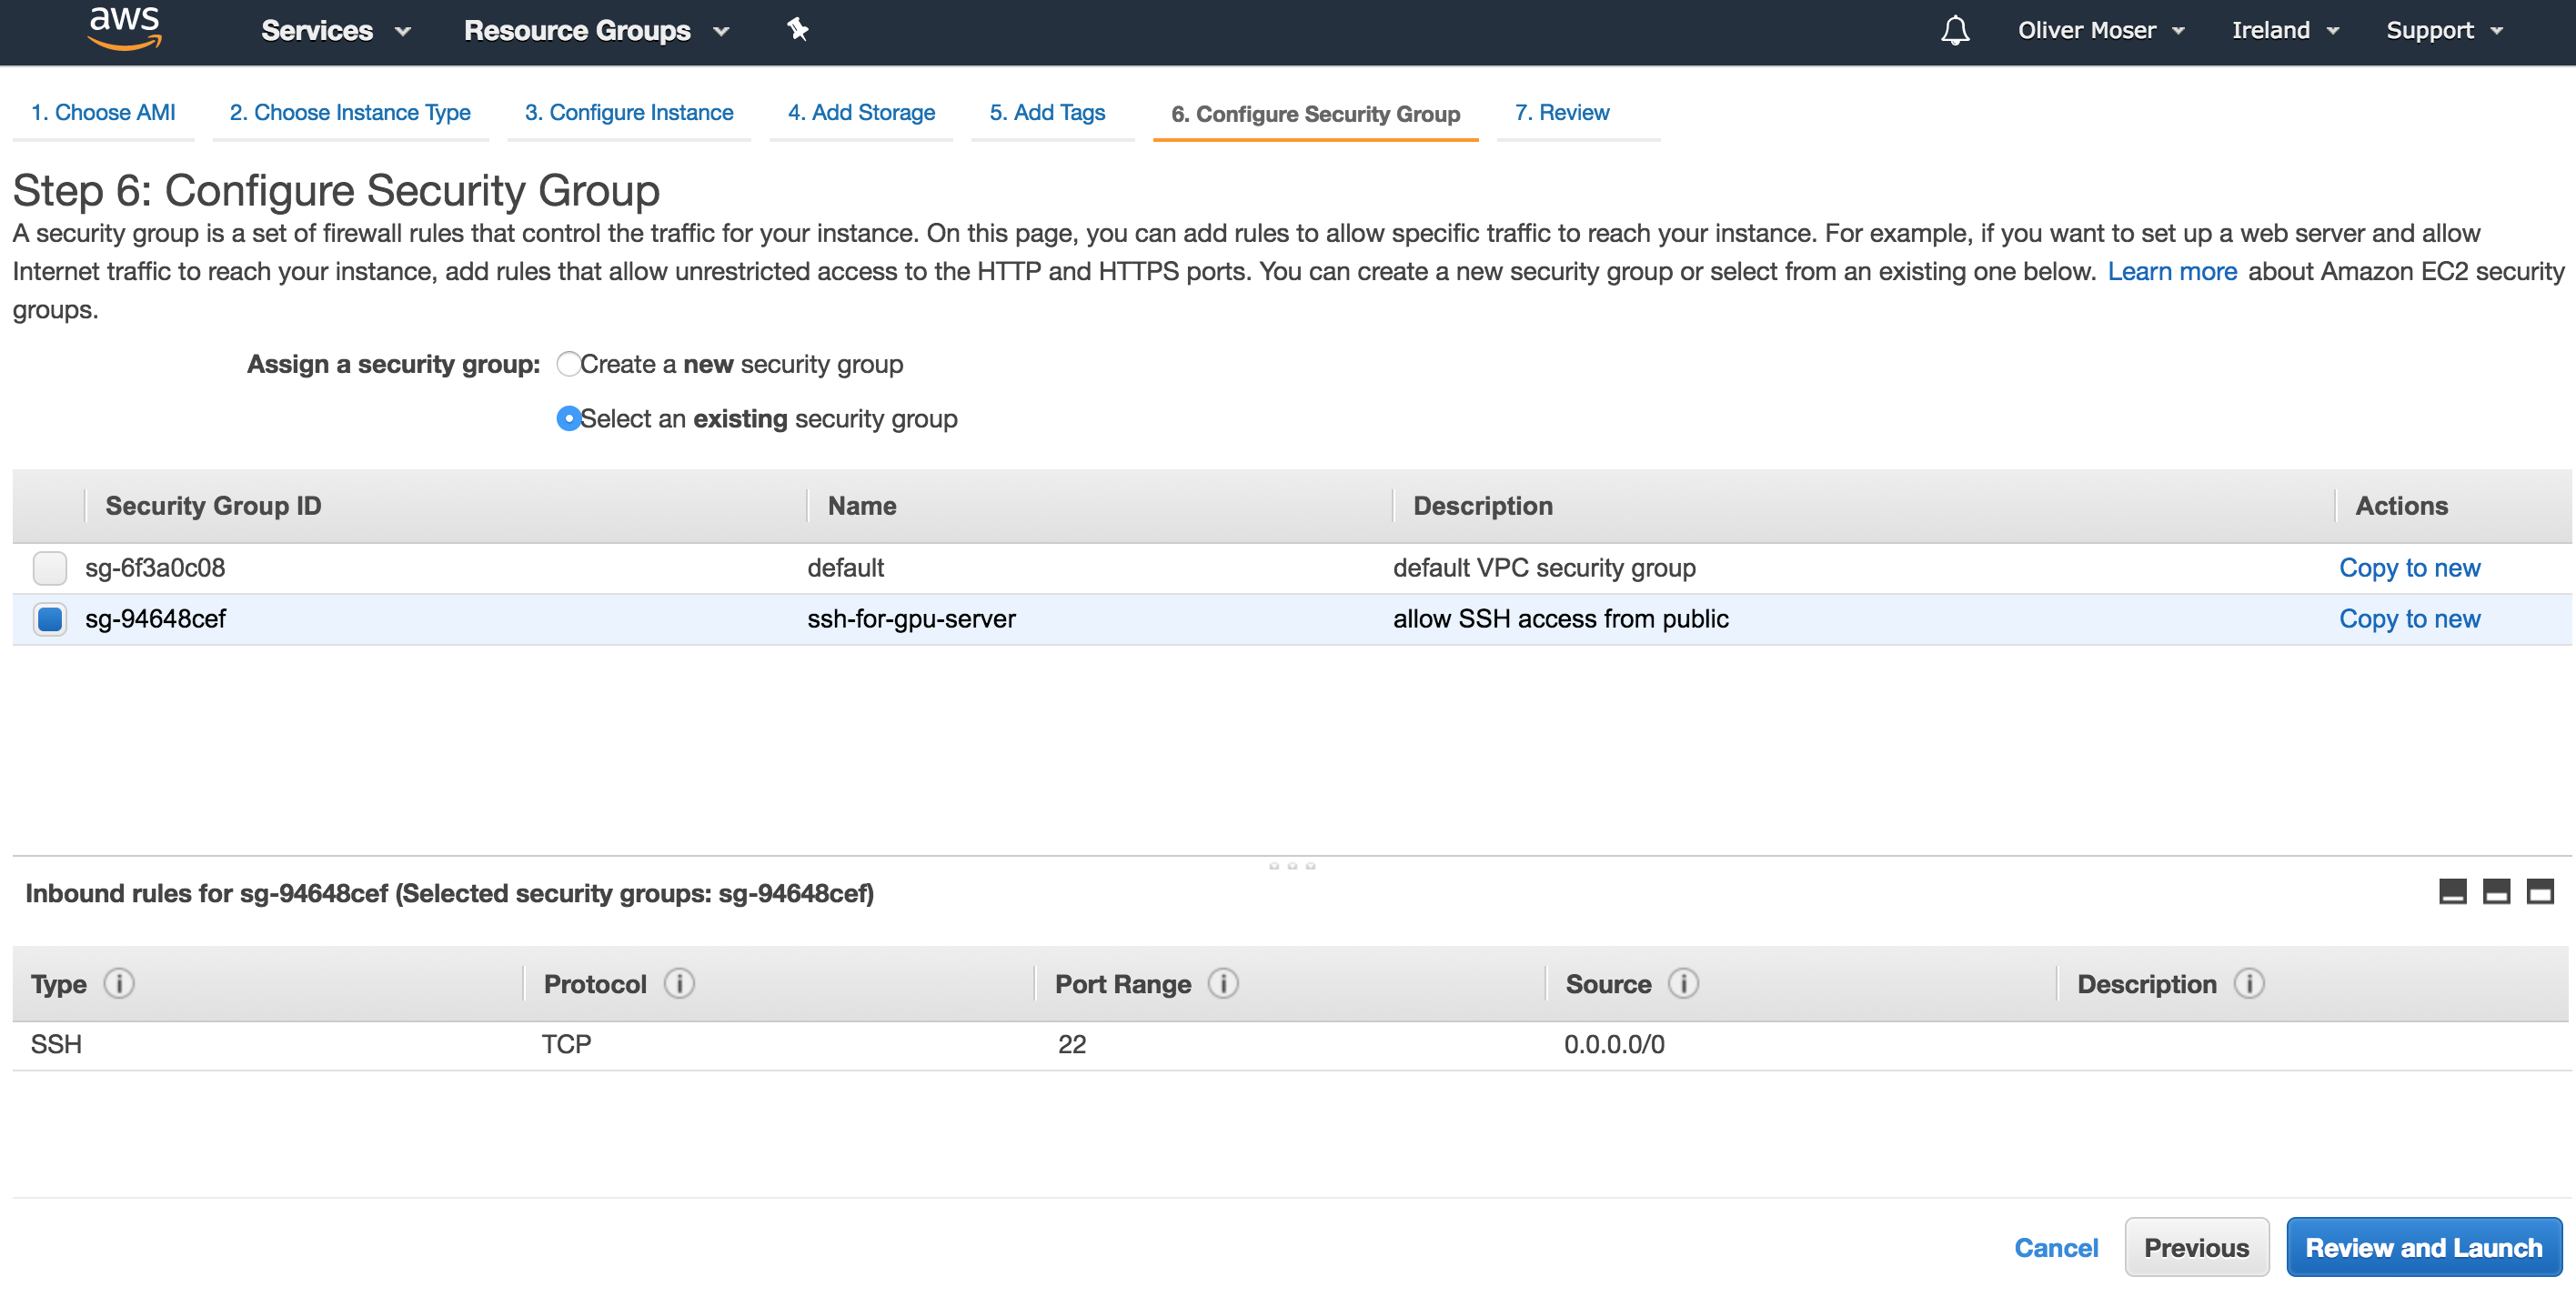 aws Services Resource Groups Oliver Moser Ireland Support
1. Choose AMI 2. Choose Instance Type 3. Configure Instance 4. Add Storage 5. Add Tags 6. Configure Security Group 7. Review
Step 6: Configure Security Group
A security group is a set of firewall rules that control the traffic for your instance. On this page, you can add rules to allow specific traffic to reach your instance. For example, if you want to set up a web server and allow
Internet traffic to reach your instance, add rules that allow unrestricted access to the HTTP and HTTPS ports. You can create a new security group or select from an existing one below. Learn more about Amazon EC2 security
groups.
Assign a security group: Create a new security group
Select an existing security group
Security Group ID Name Description Actions
sg-6f3a0c08 default default VPC security group Copy to new
sg-94648cef ssh-for-gpu-server allow SSH access from public Copy to new
Inbound rules for sg-94648cef (Selected security groups: sg-94648cef)
Type i Protocol i Port Range i Source i Description i
SSH TCP 22 0.0.0.0/0
Cancel Previous Review and Launch